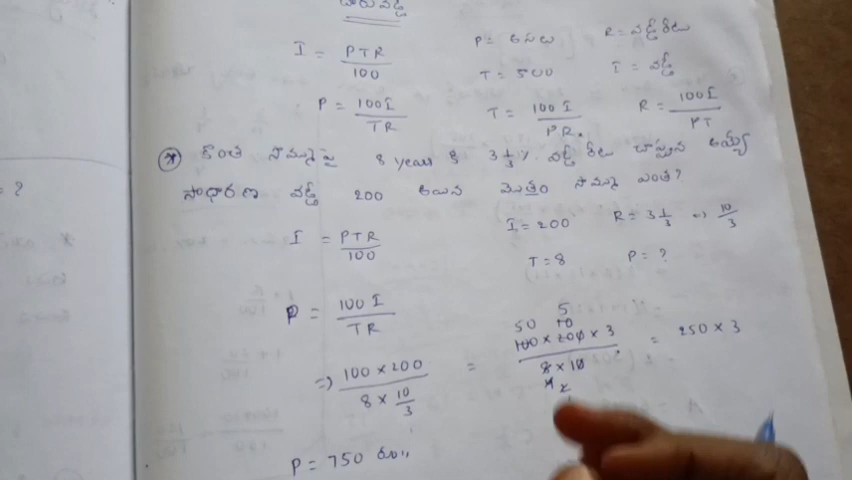 బారువడ్డీ
I = PTR/100 P = అసలు R = వడ్డీ రేటు
T = కాలం I = వడ్డీ
P = 100I/TR T = 100I/PR R = 100I/PT
* కొంత సొమ్ము పై 8 years కి 3 1/3 % వడ్డీ రేటు చొప్పున అయ్యే
సాధారణ వడ్డీ 200 అయిన మొత్తం సొమ్ము ఎంత?
I = PTR/100 I = 200 R = 3 1/3 => 10/3
T = 8 P = ?
P = 100 I/TR
=> 100 × 200/8 × 10/3 = 100 × 200 × 3/8 × 10 = 250 × 3
P = 750 రూ॥